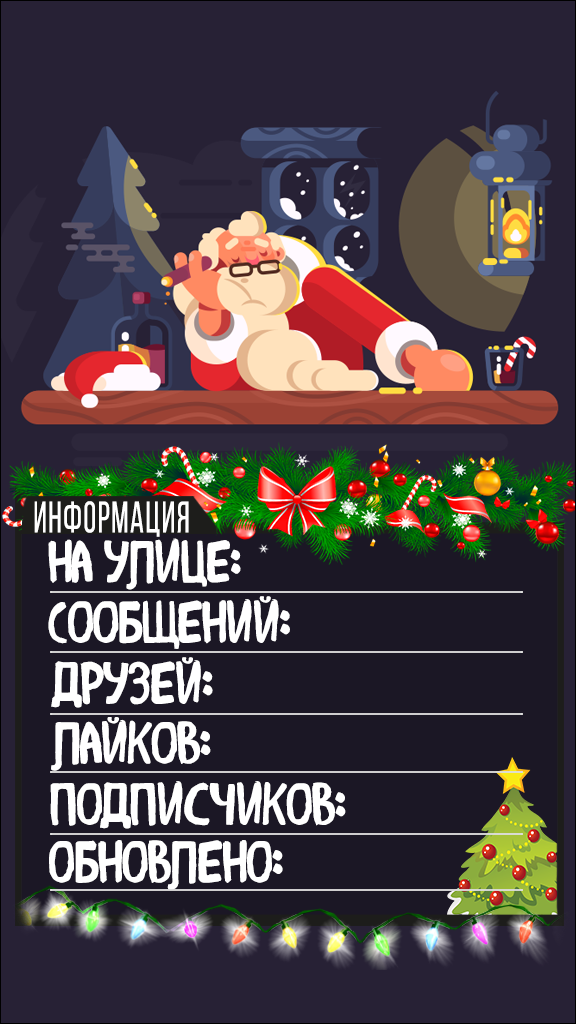 ИНФОРМАЦИЯ
НА УЛИЦЕ:
СООБЩЕНИЙ:
ДРУЗЕЙ:
ЛАЙКОВ:
ПОДПИСЧИКОВ:
ОБНОВЛЕНО: